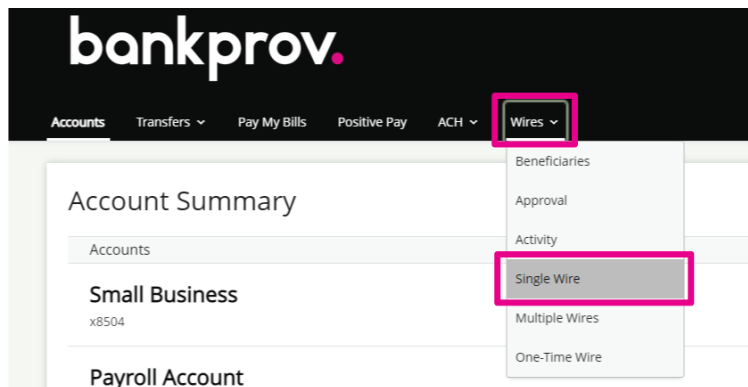 bankprov.
Accounts Transfers Pay My Bills Positive Pay ACH Wires
Beneficiaries
Approval
Activity
Single Wire
Multiple Wires
One-Time Wire
Account Summary
Accounts
Small Business
x8504
Payroll Account